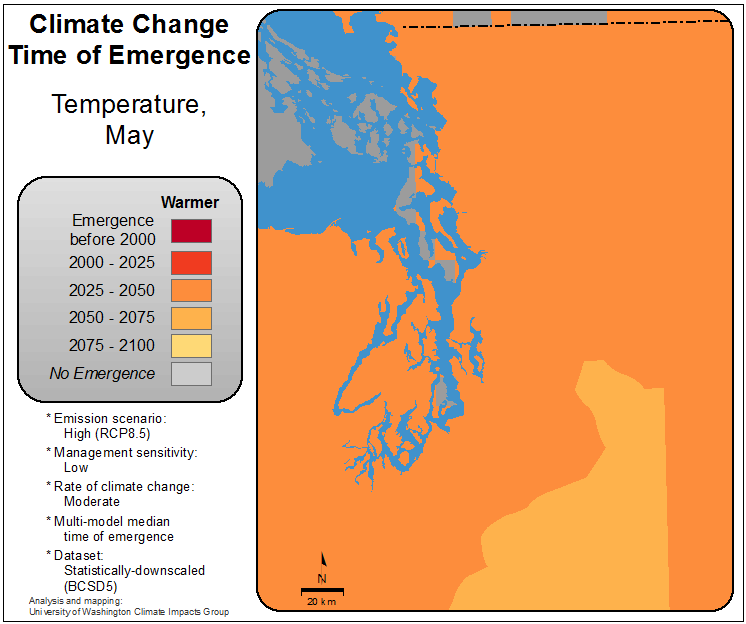 Climate Change
Time of Emergence
Temperature,
May
Warmer
Emergence
before 2000
2000 - 2025
2025 - 2050
2050 - 2075
2075 - 2100
No Emergence
* Emission scenario:
High (RCP8.5)
* Management sensitivity:
Low
* Rate of climate change:
Moderate
* Multi-model median
time of emergence
* Dataset:
Statistically-downscaled
(BCSD5)
Analysis and mapping:
University of Washington Climate Impacts Group
N
20 km